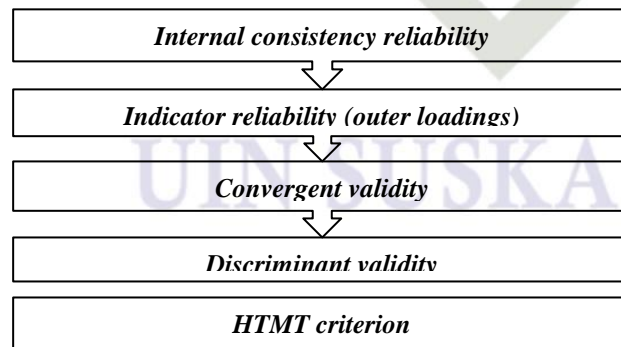 Internal consistency reliability
Indicator reliability (outer loadings)
UIN SUSKA
Convergent validity
Discriminant validity
HTMT criterion